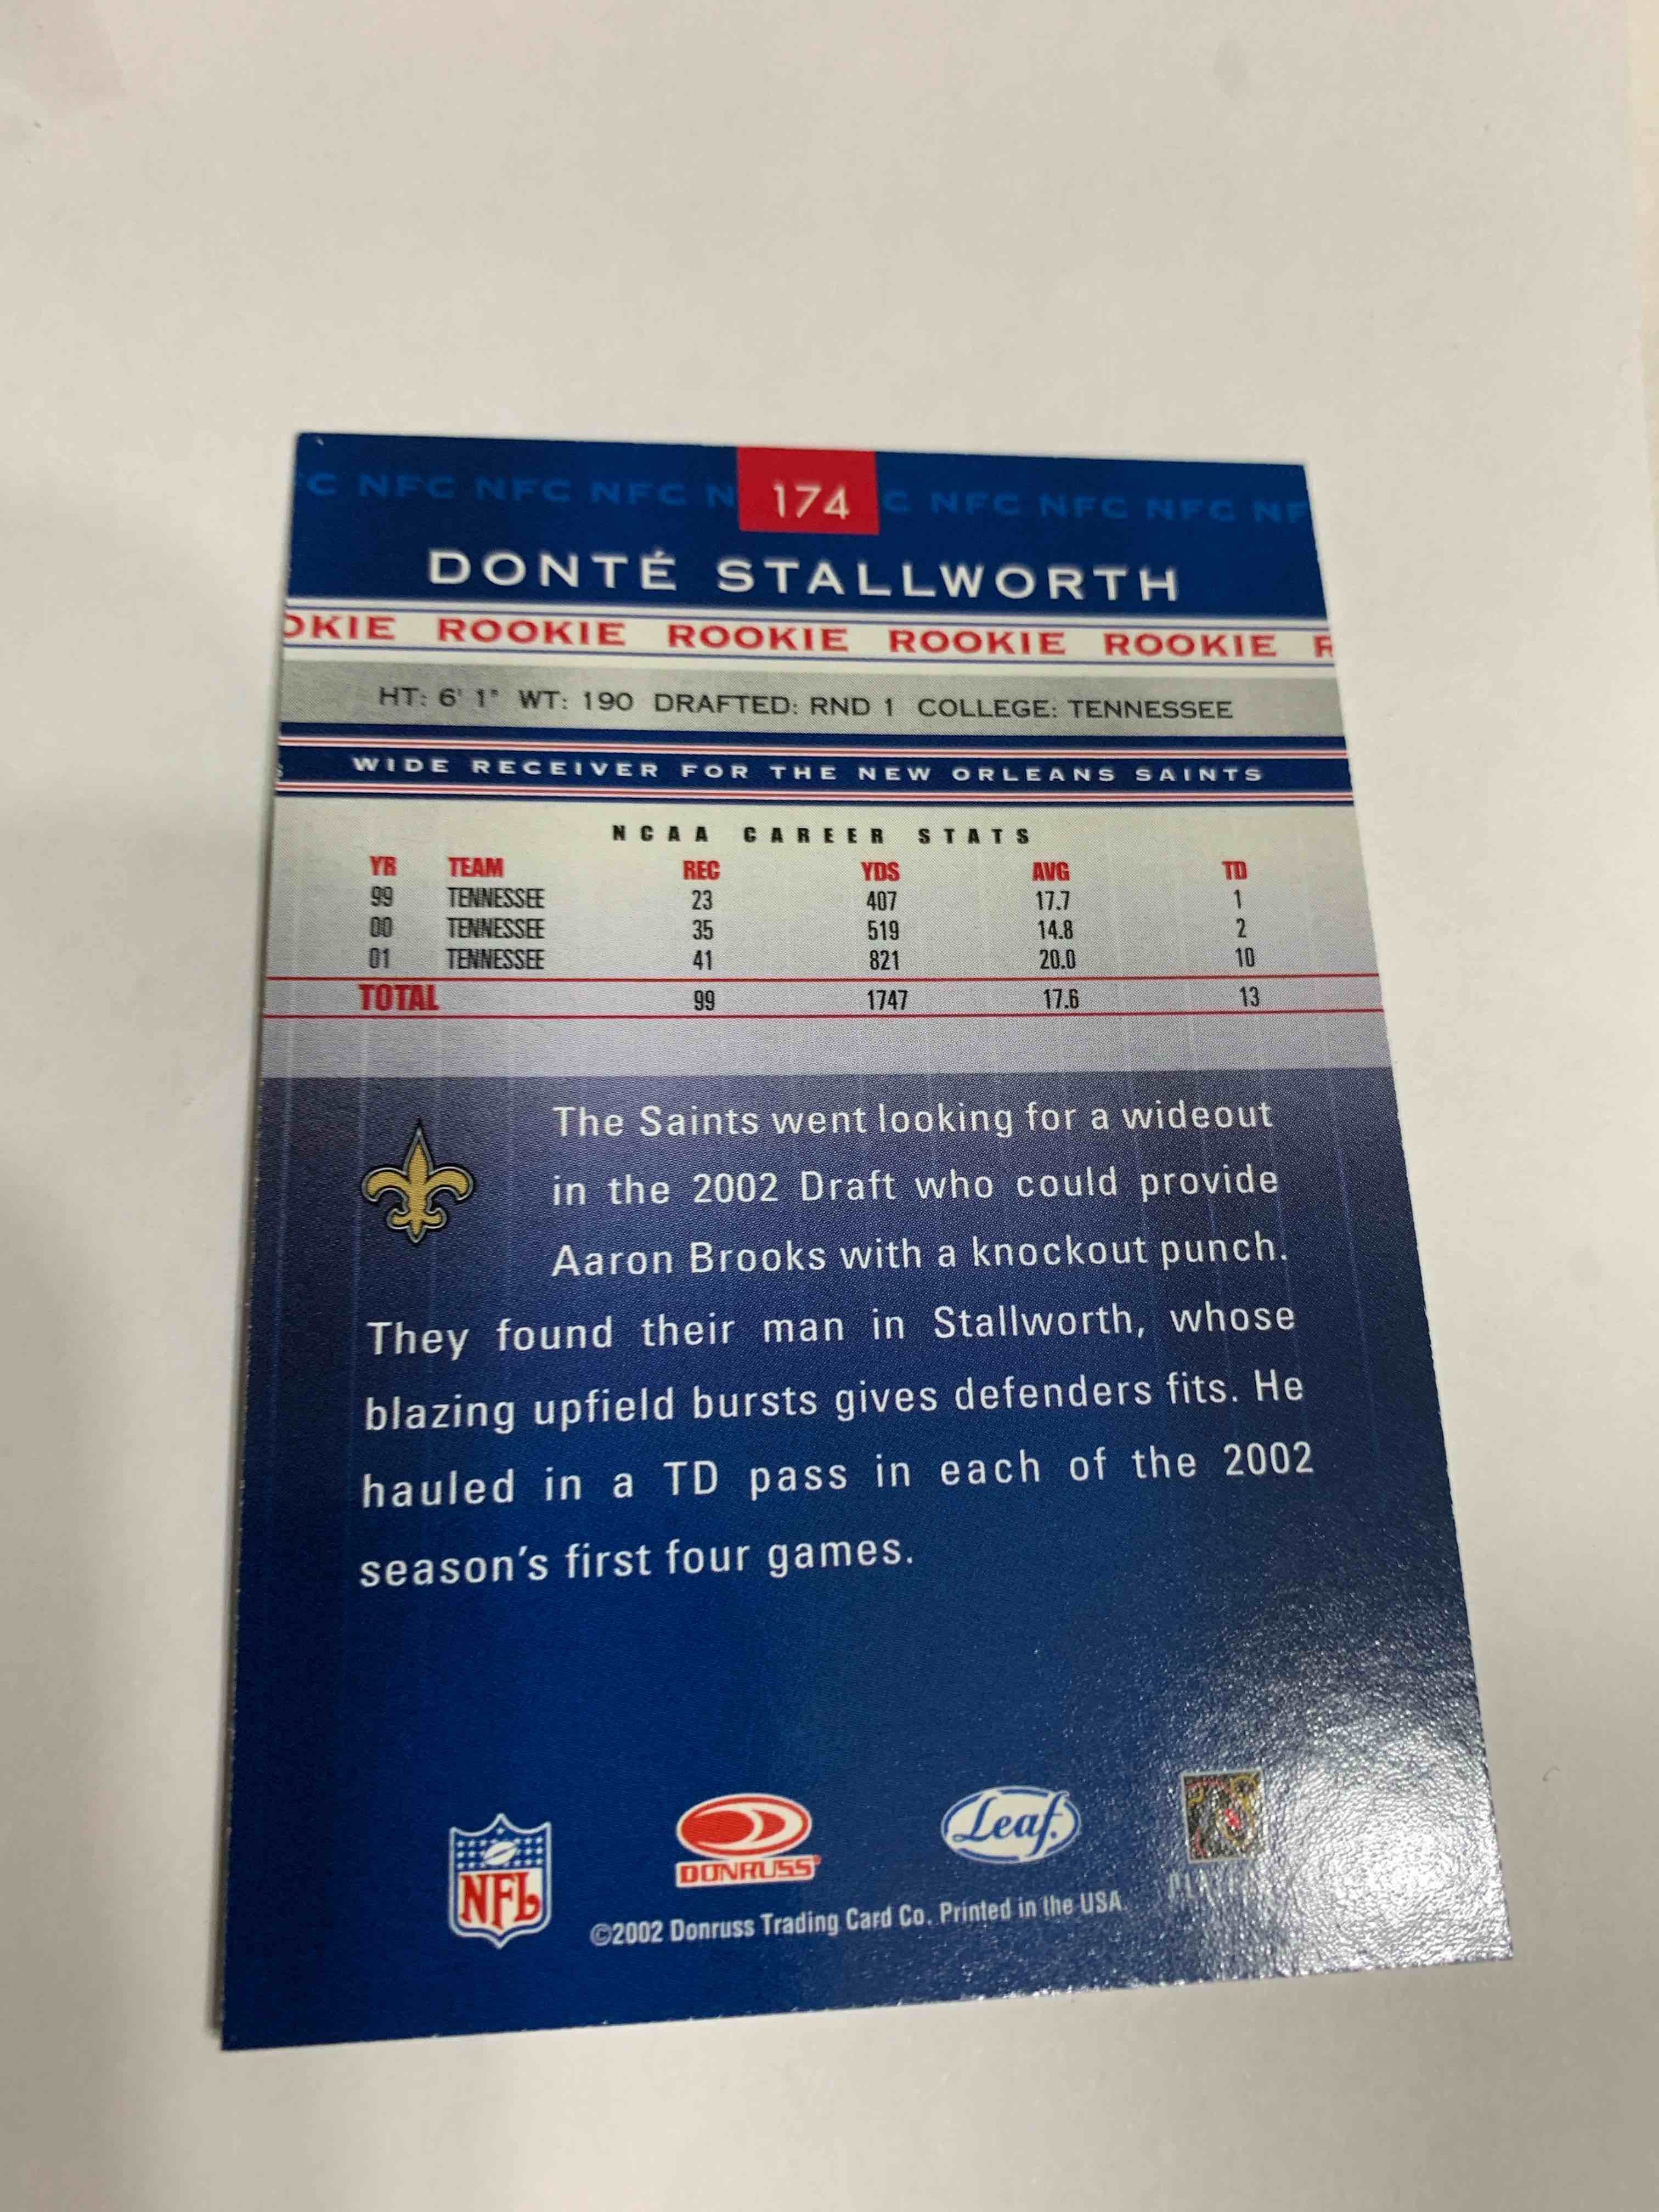 C NFC NFC NFC N 174 C NFC NFC NFC NF
DONTÉ STALLWORTH
OKIE ROOKIE ROOKIE ROOKIE ROOKIE R
HT: 6' 1" WT: 190 DRAFTED: RND 1 COLLEGE: TENNESSEE
S WIDE RECEIVER FOR THE NEW ORLEANS SAINTS
NCAA CAREER STATS
YR TEAM REC YDS AVG TD
99 TENNESSEE 23 407 17.7 1
00 TENNESSEE 35 519 14.8 2
01 TENNESSEE 41 821 20.0 10
TOTAL 99 1747 17.6 13
The Saints went looking for a wideout
in the 2002 Draft who could provide
Aaron Brooks with a knockout punch.
They found their man in Stallworth, whose
blazing upfield bursts gives defenders fits. He
hauled in a TD pass in each of the 2002
season's first four games.
NFL
DONRUSS®
Leaf.
©2002 Donruss Trading Card Co. Printed in the USA